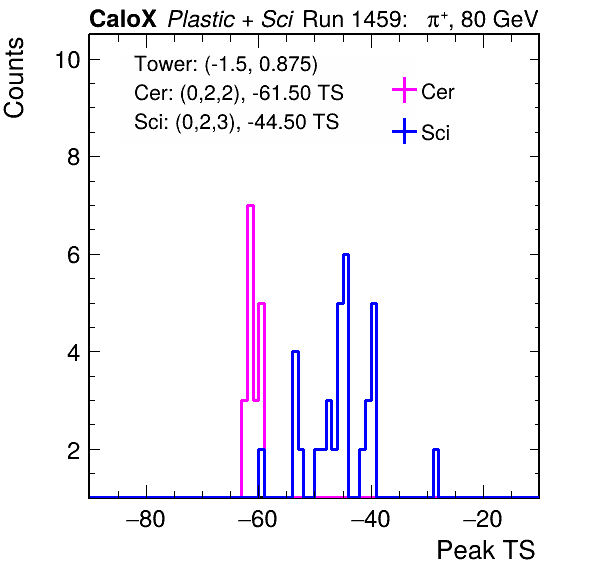 CaloX Plastic + Sci Run 1459: π⁺, 80 GeV
Counts
Tower: (-1.5, 0.875)
Cer: (0,2,2), -61.50 TS
Sci: (0,2,3), -44.50 TS
Cer
Sci
10
8
6
4
2
−80 −60 −40 −20
Peak TS